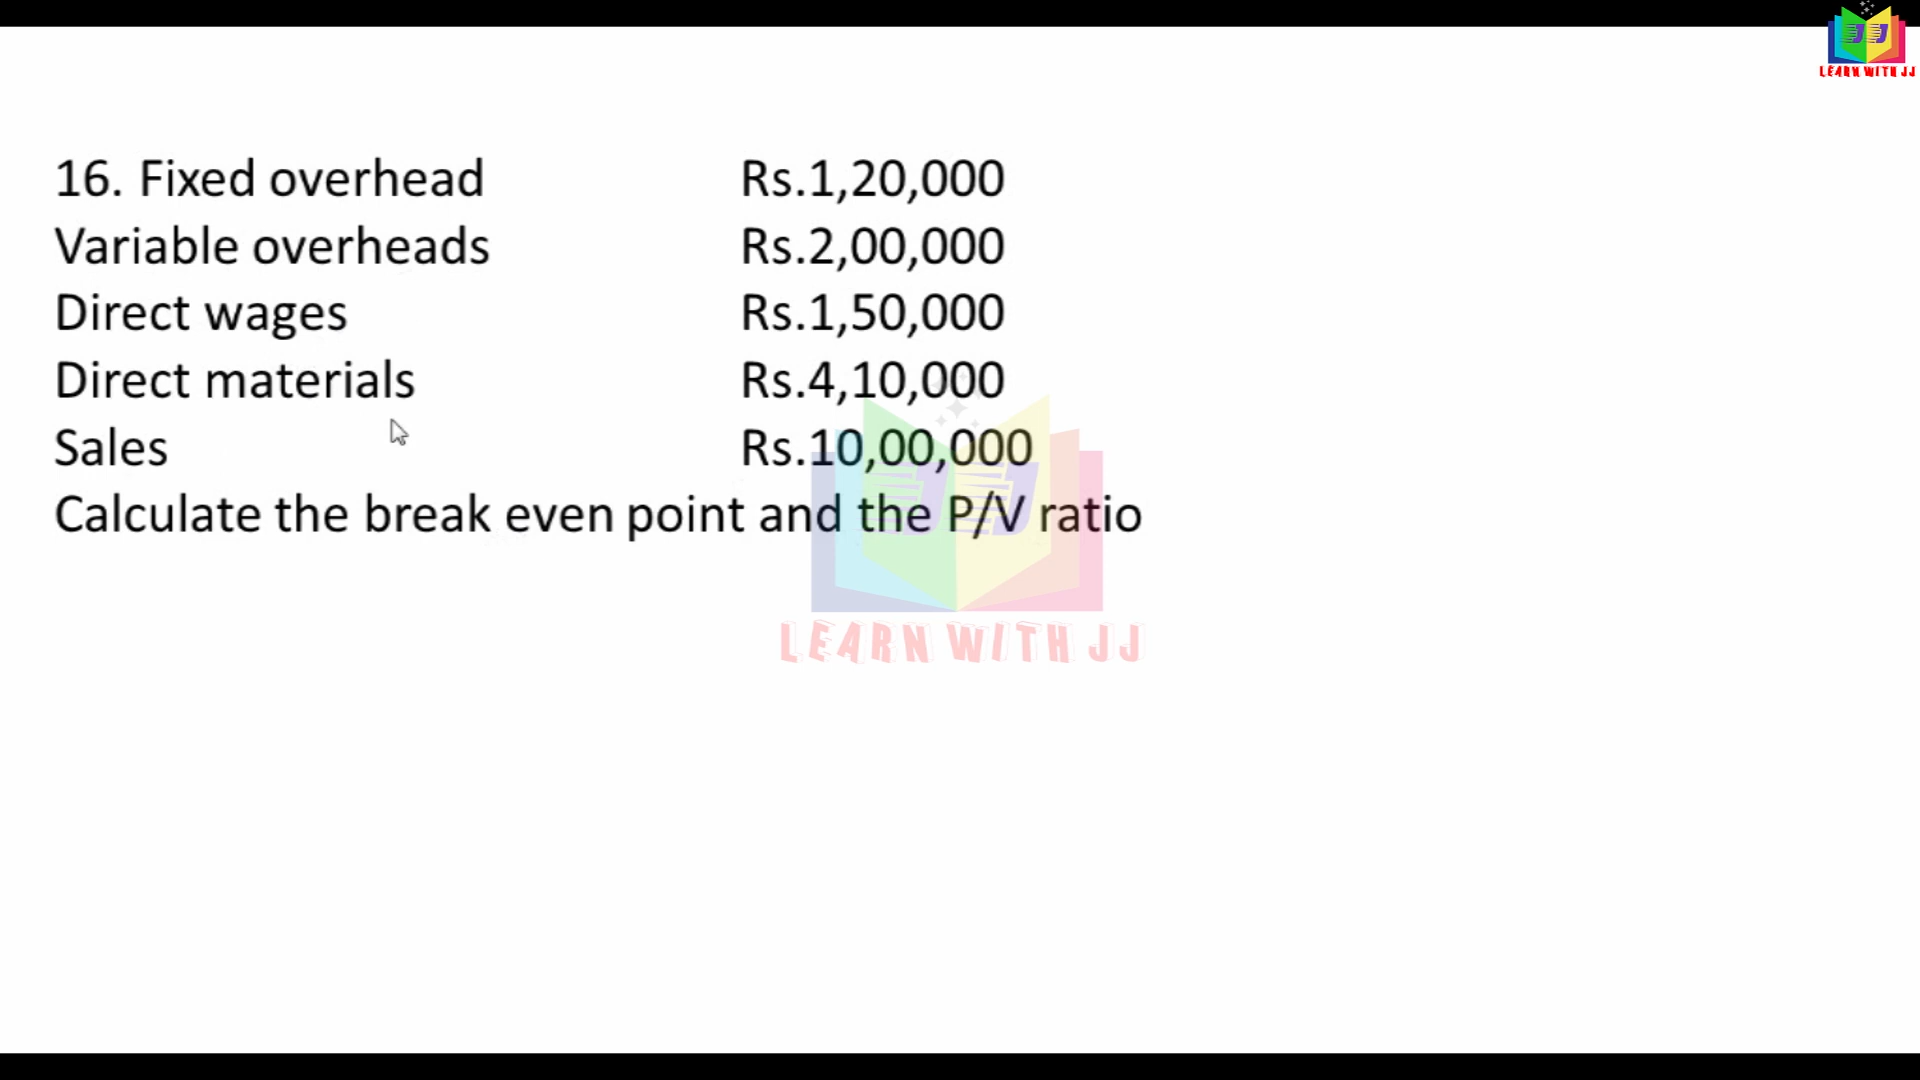 LEARN WITH JJ
16. Fixed overhead Rs.1,20,000
Variable overheads Rs.2,00,000
Direct wages Rs.1,50,000
Direct materials Rs.4,10,000
Sales Rs.10,00,000
Calculate the break even point and the P/V ratio
JJ
LEARN WITH JJ